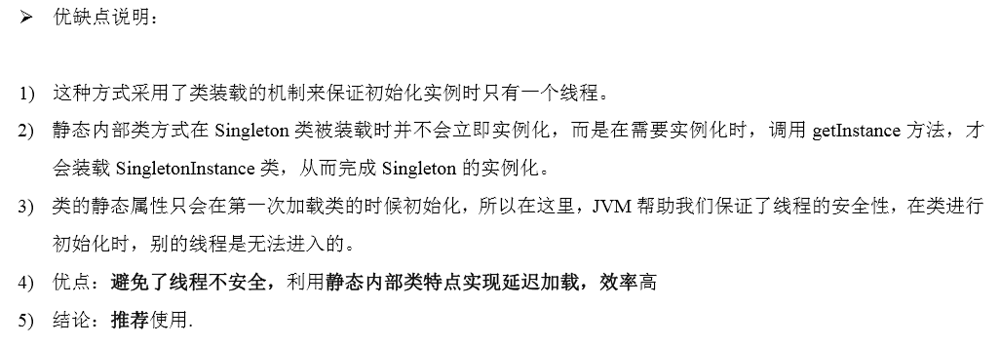 ➢ 优缺点说明：
1) 这种方式采用了类装载的机制来保证初始化实例时只有一个线程。
2) 静态内部类方式在 Singleton 类被装载时并不会立即实例化，而是在需要实例化时，调用 getInstance 方法，才
会装载 SingletonInstance 类，从而完成 Singleton 的实例化。
3) 类的静态属性只会在第一次加载类的时候初始化，所以在这里，JVM 帮助我们保证了线程的安全性，在类进行
初始化时，别的线程是无法进入的。
4) 优点：避免了线程不安全，利用静态内部类特点实现延迟加载，效率高
5) 结论：推荐使用.